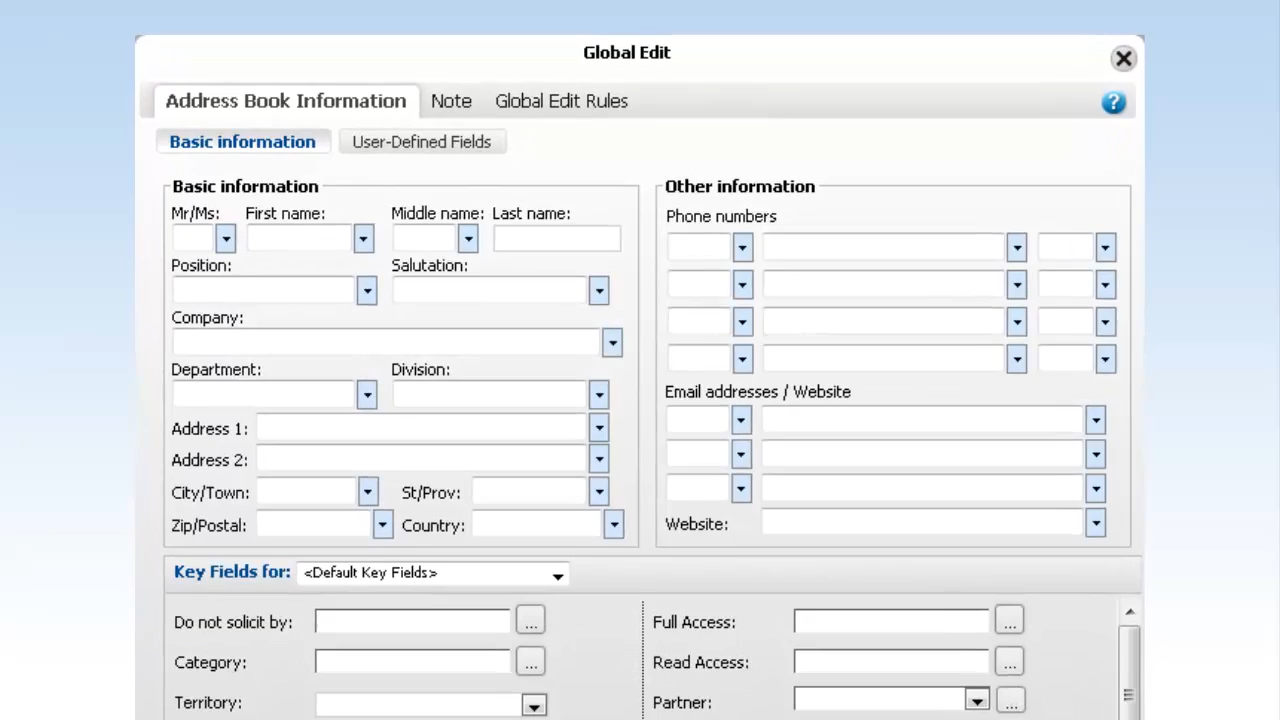 Global Edit
Address Book Information Note Global Edit Rules
?
Basic information User-Defined Fields
Basic information
Mr/Ms: First name: Middle name: Last name:
Position: Salutation:
Company:
Department: Division:
Address 1:
Address 2:
City/Town: St/Prov:
Zip/Postal: Country:
Other information
Phone numbers
Email addresses / Website
Website:
Key Fields for: <Default Key Fields>
Do not solicit by: ... Full Access: ...
Category: ... Read Access: ...
Territory: Partner: ...